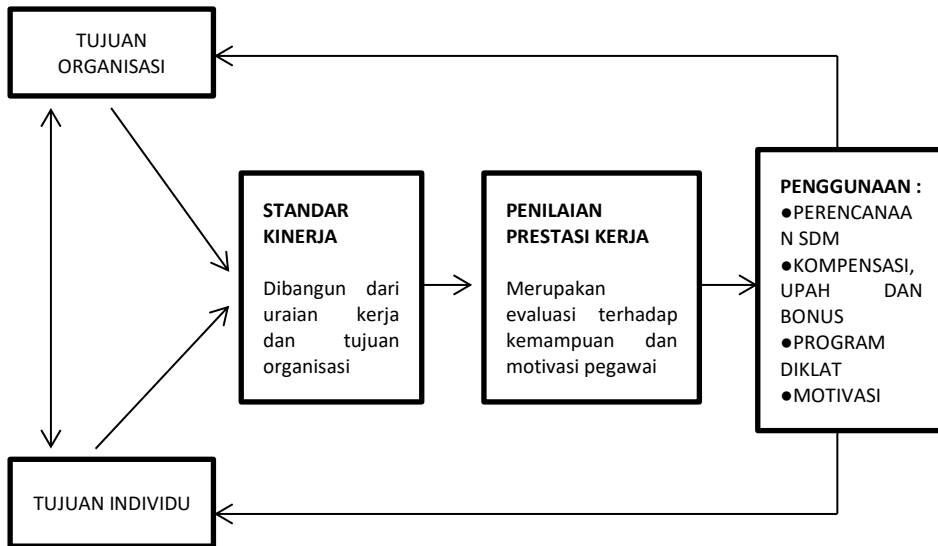 TUJUAN
ORGANISASI
STANDAR
KINERJA
Dibangun dari
uraian kerja
dan tujuan
organisasi
PENILAIAN
PRESTASI KERJA
Merupakan
evaluasi terhadap
kemampuan dan
motivasi pegawai
PENGGUNAAN :
●PERENCANAA
N SDM
●KOMPENSASI,
UPAH DAN
BONUS
●PROGRAM
DIKLAT
●MOTIVASI
TUJUAN INDIVIDU